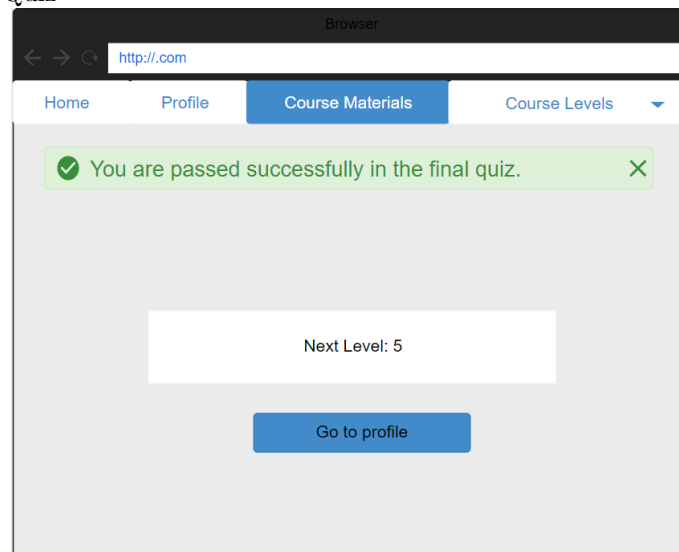 Quiz
Browser
http://.com
Home Profile Course Materials Course Levels
You are passed successfully in the final quiz.
Next Level: 5
Go to profile